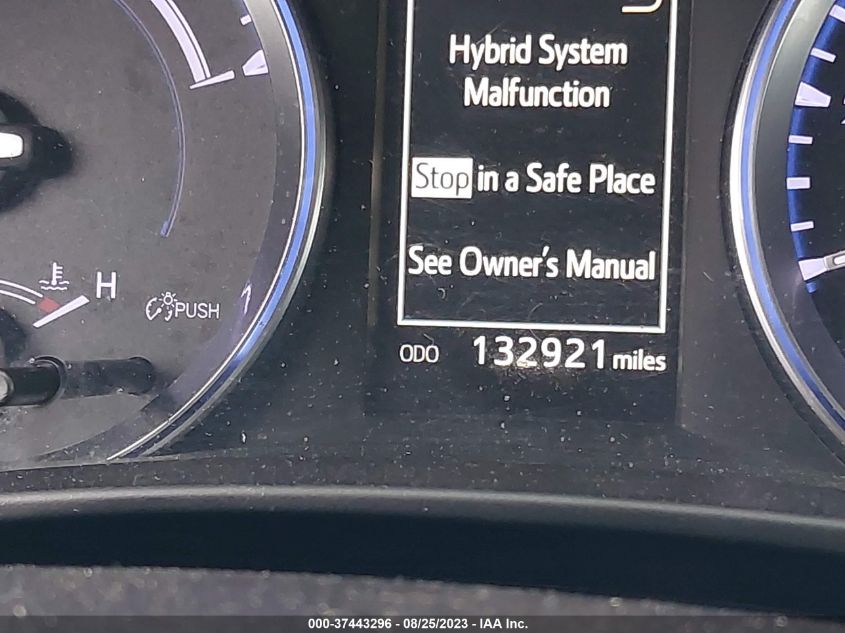 Hybrid System
Malfunction
Stop in a Safe Place
See Owner's Manual
H
PUSH
ODO 132921 miles
000-37443296 - 08/25/2023 - IAA Inc.